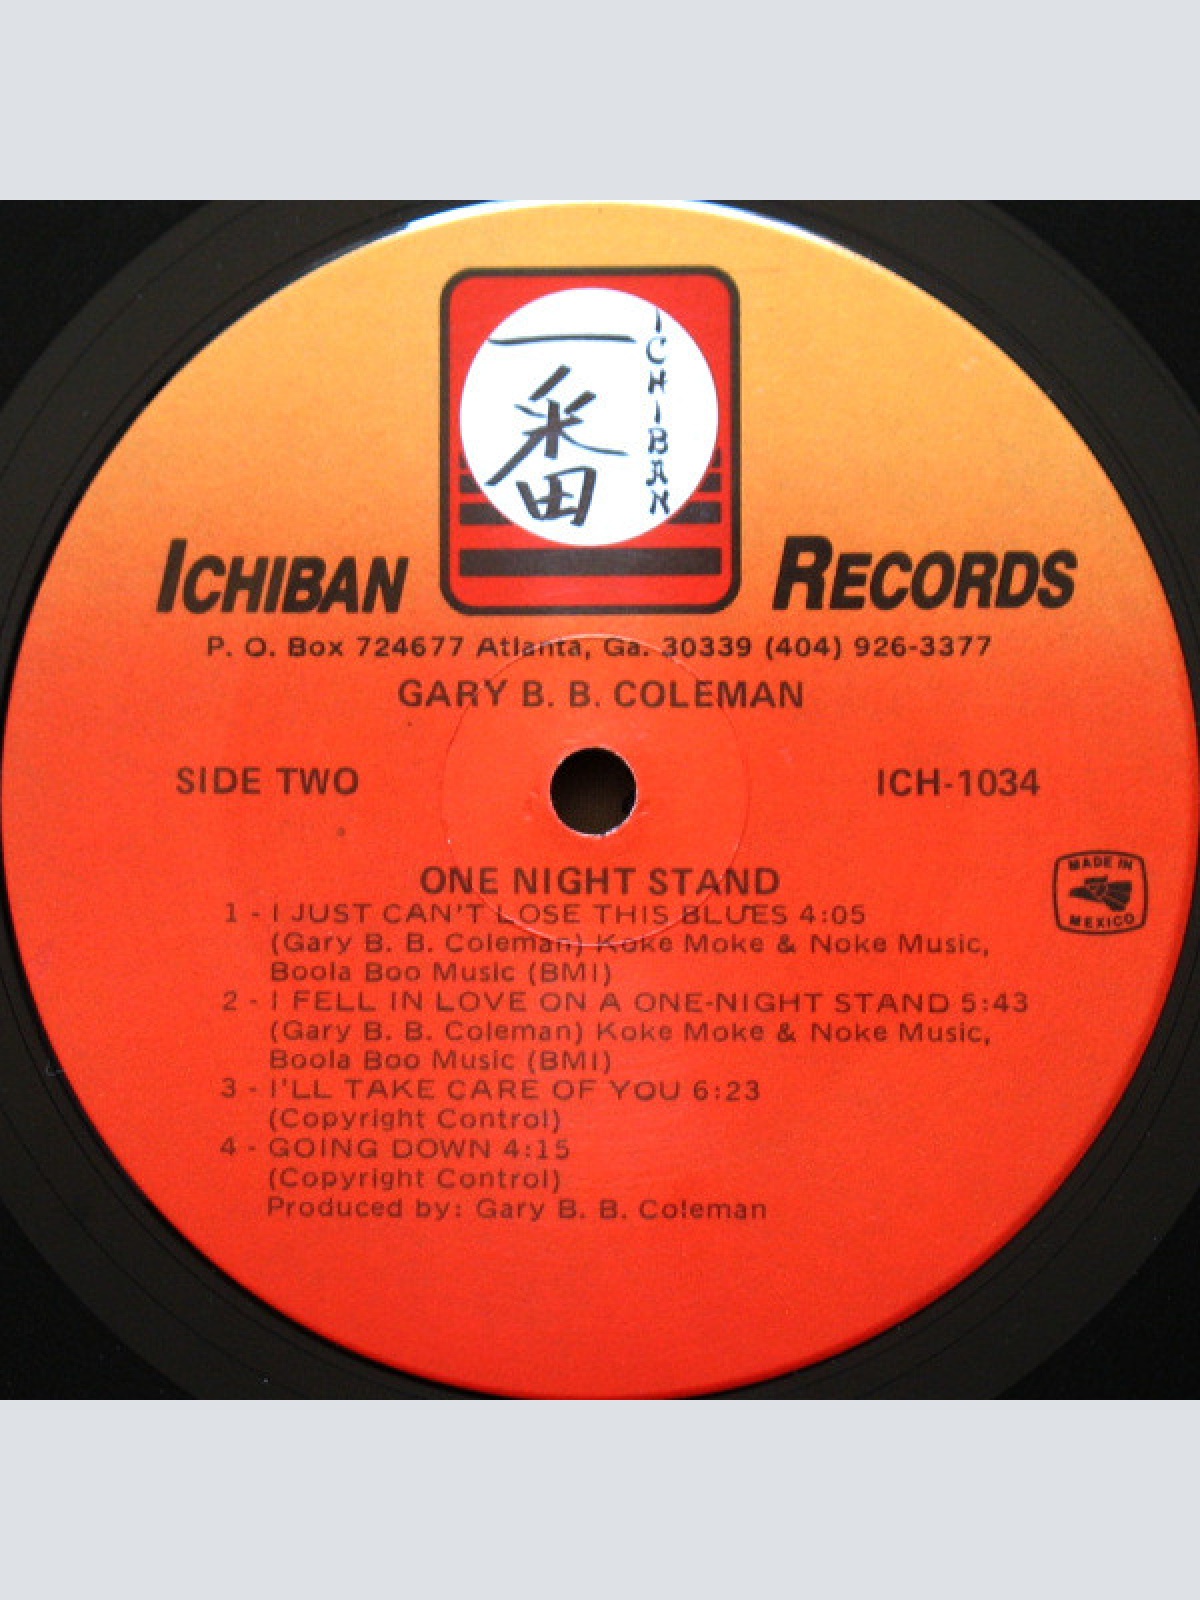 一番
ICHIBAN
ICHIBAN RECORDS
P. O. Box 724677 Atlanta, Ga. 30339 (404) 926-3377
GARY B. B. COLEMAN
SIDE TWO
ICH-1034
MADE IN
MEXICO
ONE NIGHT STAND
1 - I JUST CAN'T LOSE THIS BLUES 4:05
(Gary B. B. Coleman) Koke Moke & Noke Music,
Boola Boo Music (BMI)
2 - I FELL IN LOVE ON A ONE-NIGHT STAND 5:43
(Gary B. B. Coleman) Koke Moke & Noke Music,
Boola Boo Music (BMI)
3 - I'LL TAKE CARE OF YOU 6:23
(Copyright Control)
4 - GOING DOWN 4:15
(Copyright Control)
Produced by: Gary B. B. Coleman